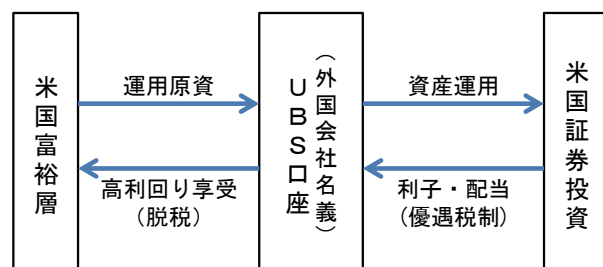 米国富裕層
運用原資
高利回り享受
（脱税）
ＵＢＳ口座
（外国会社名義）
資産運用
利子・配当
(優遇税制)
米国証券投資